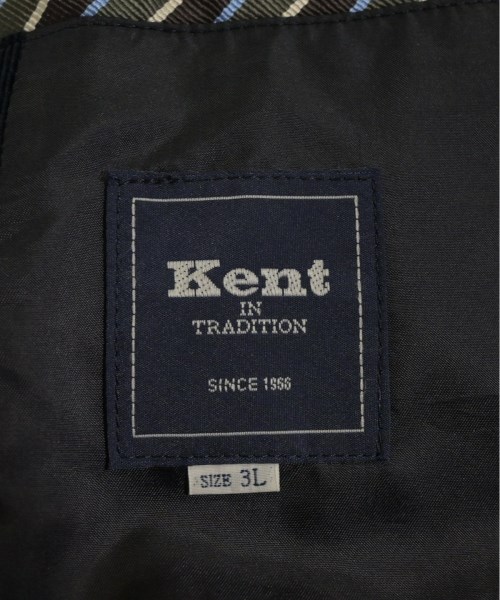 Kent
IN
TRADITION
SINCE 1966
SIZE 3L